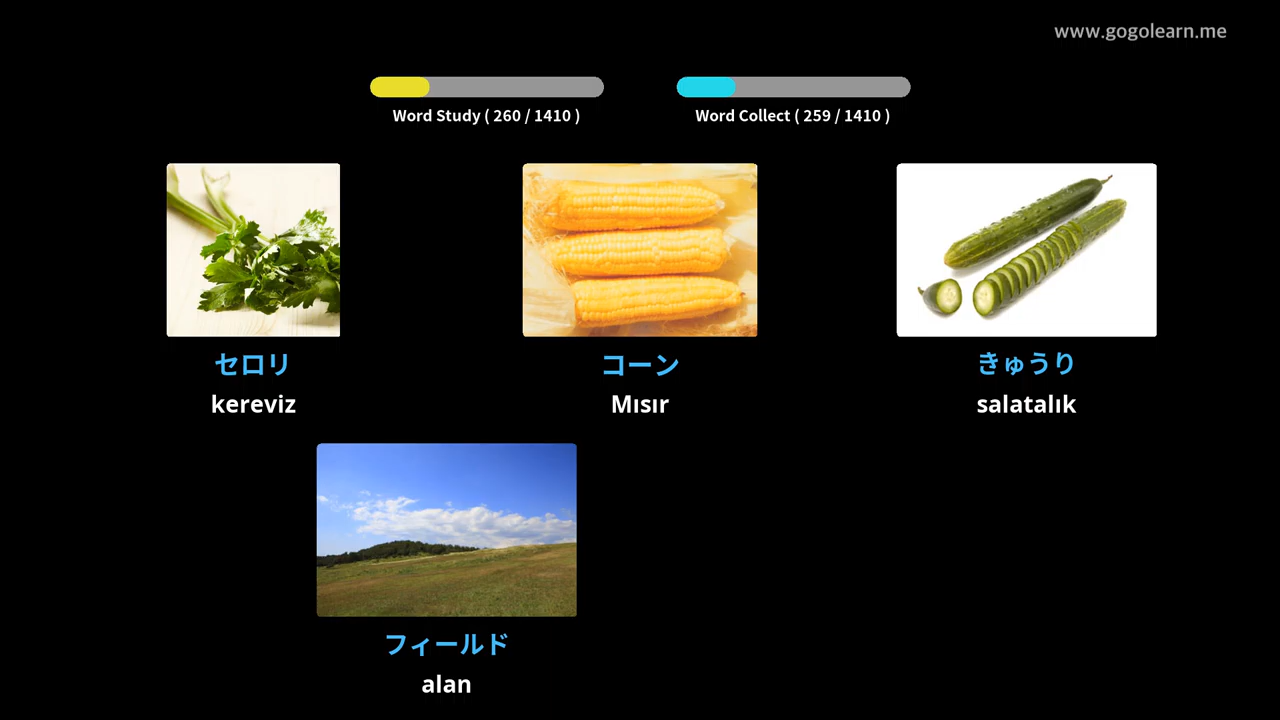 www.gogolearn.me
Word Study ( 260 / 1410 )
Word Collect ( 259 / 1410 )
セロリ
kereviz
コーン
Mısır
きゅうり
salatalık
フィールド
alan